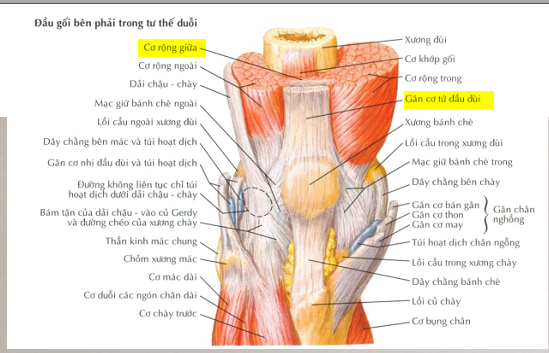 Đầu gối bên phải trong tư thế duỗi
Cơ rộng giữa
Cơ rộng ngoài
Dải chậu - chày
Mạc giữ bánh chè ngoài
Lồi cầu ngoài xương đùi
Dây chằng bên mác và túi hoạt dịch
Gân cơ nhị đầu đùi và túi hoạt dịch
Đường không liên tục chỉ túi
hoạt dịch dưới dải chậu - chày
Bám tận của dải chậu - vào củ Gerdy
và đường chéo của xương chày
Thần kinh mác chung
Chỏm xương mác
Cơ mác dài
Cơ duỗi các ngón chân dài
Cơ chày trước
Xương đùi
Cơ khớp gối
Cơ rộng trong
Gân cơ tứ đầu đùi
Xương bánh chè
Lồi cầu trong xương đùi
Mạc giữ bánh chè trong
Dây chằng bên chày
Gân cơ bán gân
Gân cơ thon
Gân cơ may
Gân chân
ngỗng
Túi hoạt dịch chân ngỗng
Lồi cầu trong xương chày
Dây chằng bánh chè
Lồi củ chày
Cơ bụng chân